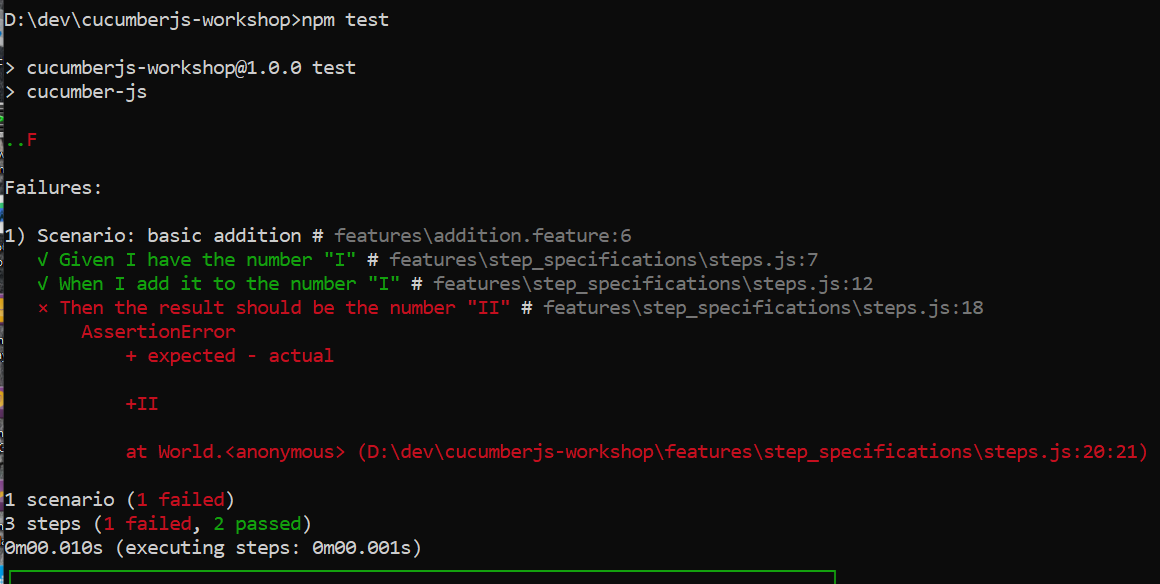 D:\dev\cucumberjs-workshop>npm test
> cucumberjs-workshop@1.0.0 test
> cucumber-js
..F
Failures:
1) Scenario: basic addition # features\addition.feature:6
√ Given I have the number "I" # features\step_specifications\steps.js:7
√ When I add it to the number "I" # features\step_specifications\steps.js:12
× Then the result should be the number "II" # features\step_specifications\steps.js:18
AssertionError
+ expected - actual
+II
at World.<anonymous> (D:\dev\cucumberjs-workshop\features\step_specifications\steps.js:20:21)
1 scenario (1 failed)
3 steps (1 failed, 2 passed)
0m00.010s (executing steps: 0m00.001s)